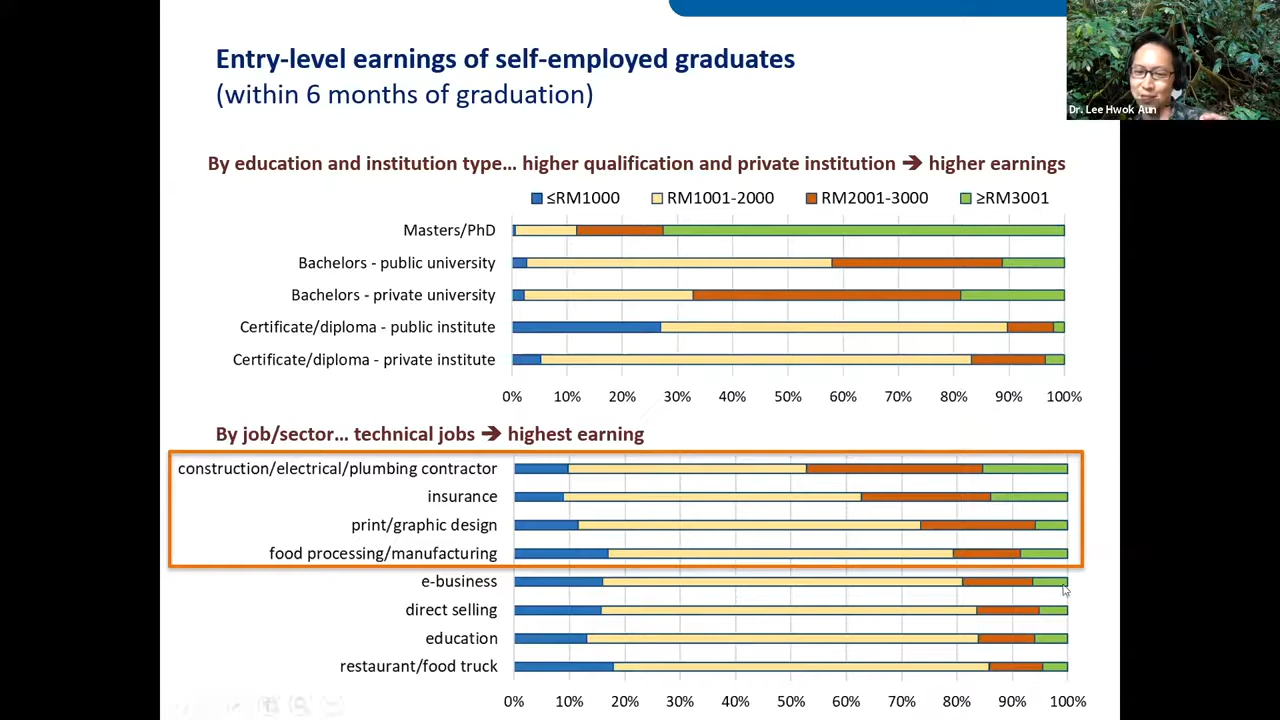 Entry-level earnings of self-employed graduates
(within 6 months of graduation)
Dr. Lee Hwok Aun
By education and institution type... higher qualification and private institution ➔ higher earnings
≤RM1000 RM1001-2000 RM2001-3000 ≥RM3001
Masters/PhD
Bachelors - public university
Bachelors - private university
Certificate/diploma - public institute
Certificate/diploma - private institute
0% 10% 20% 30% 40% 50% 60% 70% 80% 90% 100%
By job/sector... technical jobs ➔ highest earning
construction/electrical/plumbing contractor
insurance
print/graphic design
food processing/manufacturing
e-business
direct selling
education
restaurant/food truck
0% 10% 20% 30% 40% 50% 60% 70% 80% 90% 100%